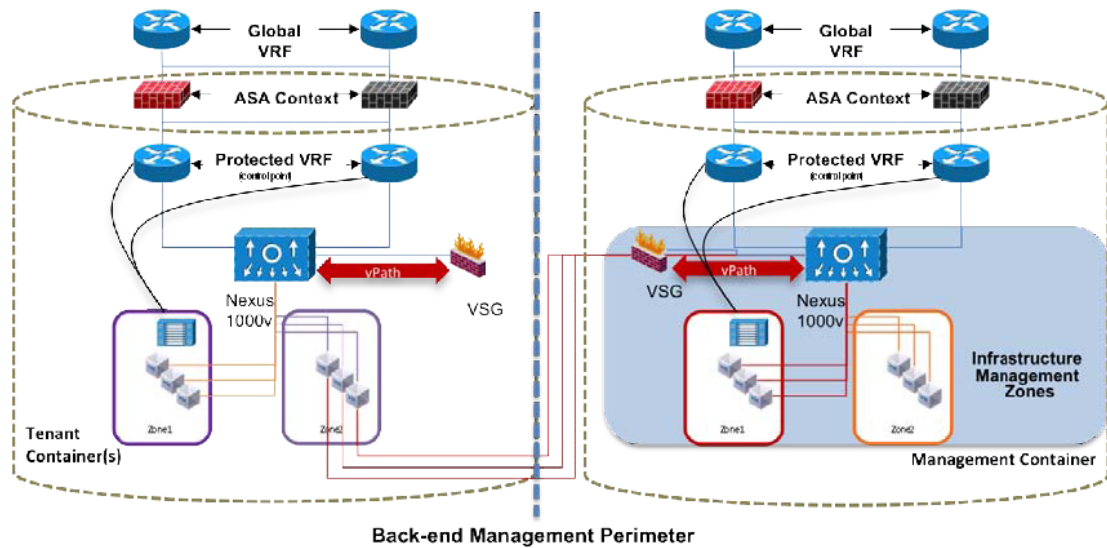 Global
VRF
ASA Context
Protected VRF
(control point)
vPath
VSG
Nexus
1000v
Zone1
Zone2
Tenant
Container(s)
Global
VRF
ASA Context
Protected VRF
(control point)
vPath
VSG
Nexus
1000v
Infrastructure
Management
Zones
Zone1
Zone2
Management Container
Back-end Management Perimeter